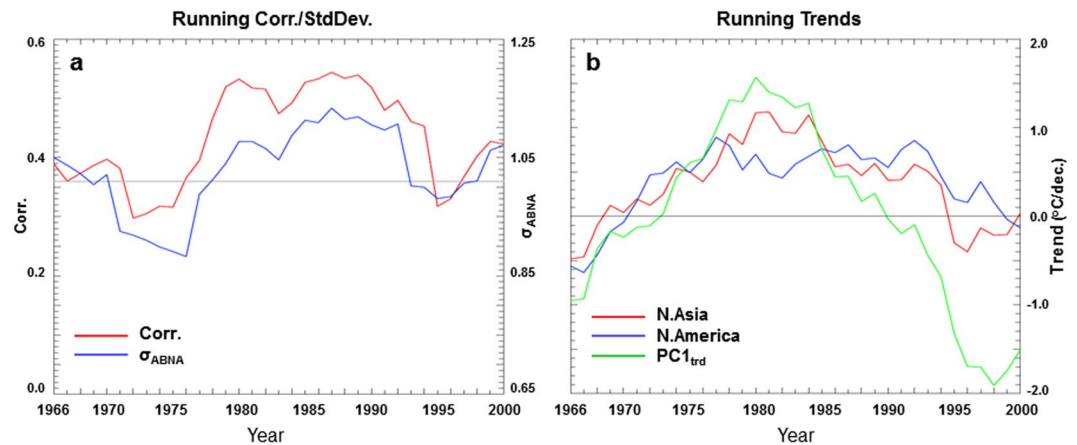 Running Corr./StdDev.
a
0.6
0.4
0.2
0.0
Corr.
1.25
1.05
0.85
0.65
σABNA
Corr.
σABNA
1966 1970 1975 1980 1985 1990 1995 2000
Year
Running Trends
b
2.0
1.0
0.0
-1.0
-2.0
Trend (°C/dec.)
N.Asia
N.America
PC1trd
1966 1970 1975 1980 1985 1990 1995 2000
Year